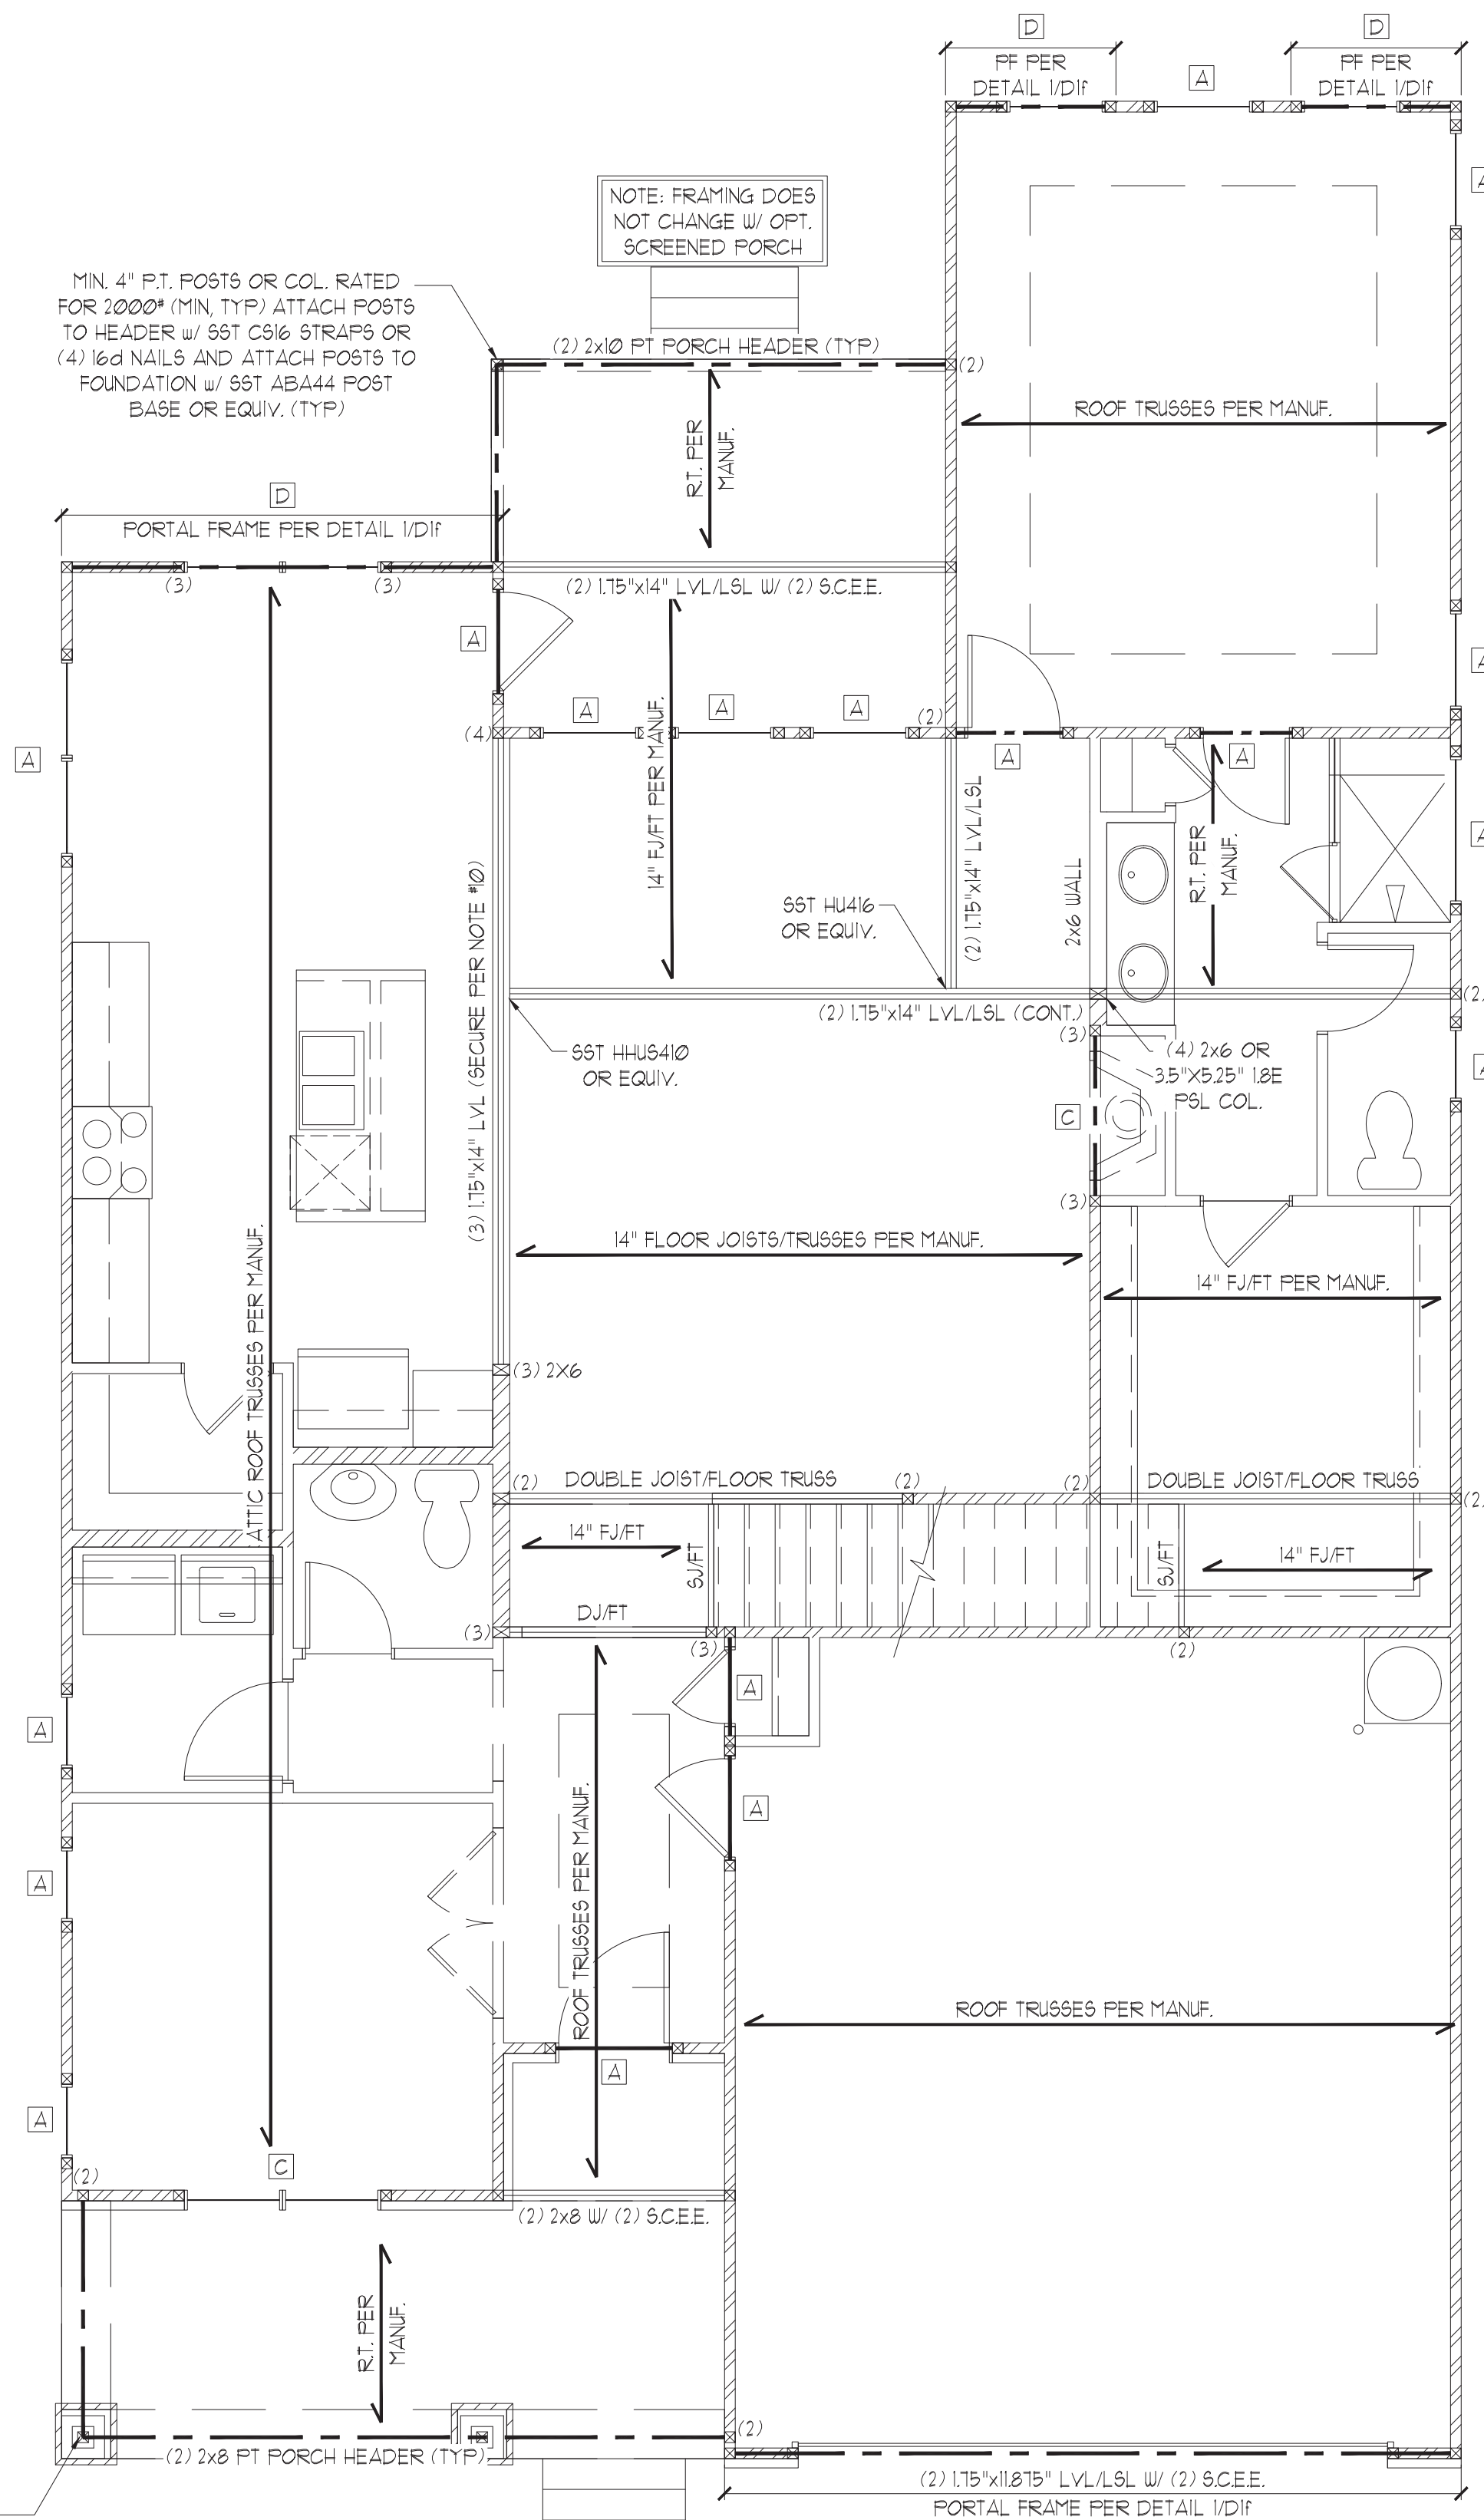 D
D
PF PER
DETAIL 1/D1f
A
PF PER
DETAIL 1/D1f
A
NOTE: FRAMING DOES
NOT CHANGE W/ OPT.
SCREENED PORCH
MIN. 4" P.T. POSTS OR COL. RATED
FOR 2000# (MIN, TYP) ATTACH POSTS
TO HEADER w/ SST CS16 STRAPS OR
(4) 16d NAILS AND ATTACH POSTS TO
FOUNDATION w/ SST ABA44 POST
BASE OR EQUIV. (TYP)
(2) 2x10 PT PORCH HEADER (TYP)
(2)
ROOF TRUSSES PER MANUF.
R.T. PER
MANUF.
D
PORTAL FRAME PER DETAIL 1/D1f
(3)
(3)
(2) 1.75"x14" LVL/LSL W/ (2) S.C.E.E.
A
A
A
A
A
(2)
(4)
A
A
A
14" FJ/FT PER MANUF.
(2) 1.75"x14" LVL/LSL
2x6 WALL
R.T. PER
MANUF.
A
SST HU416
OR EQUIV.
(3) 1.75"x14" LVL (SECURE PER NOTE #10)
(2) 1.75"x14" LVL/LSL (CONT.)
(2)
SST HHUS410
OR EQUIV.
(3)
(4) 2x6 OR
3.5"X5.25" 1.8E
PSL COL.
A
C
(3)
14" FLOOR JOISTS/TRUSSES PER MANUF.
14" FJ/FT PER MANUF.
ATTIC ROOF TRUSSES PER MANUF.
(3) 2X6
(2)
DOUBLE JOIST/FLOOR TRUSS
(2)
(2)
DOUBLE JOIST/FLOOR TRUSS
(2)
14" FJ/FT
SJ/FT
SJ/FT
14" FJ/FT
DJ/FT
(3)
(3)
(2)
A
A
A
ROOF TRUSSES PER MANUF.
A
ROOF TRUSSES PER MANUF.
A
A
(2)
C
(2) 2x8 W/ (2) S.C.E.E.
R.T. PER
MANUF.
(2)
(2) 2x8 PT PORCH HEADER (TYP)
(2) 1.75"x11.875" LVL/LSL W/ (2) S.C.E.E.
PORTAL FRAME PER DETAIL 1/D1f